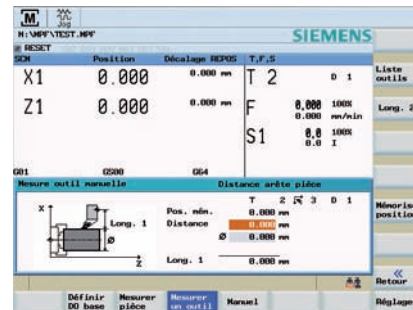 M
Jog
N:\MPF\TEST.MPF
SIEMENS
RESET
SCM Position Décalage REPOS T,F,S
X1 0.000 0.000 mm T 2 D 1
Z1 0.000 0.000 mm F 0,000 100%
0.000 mm/min
S1 0,0 100%
0.0 I
G01 G500 G64
Liste outils
Long. 2
Mesure outil manuelle Distance arête pièce
T 2 3 D 1
Pos. mém. 0.000 mm
Distance 0.000 mm
Ø 0.000 mm
Long. 1 0.000 mm
X
Long. 1
Ø
Z
Mémoris
positio
«
Retour
Définir DO base
Mesurer pièce
Mesurer un outil
Manuel
Réglage